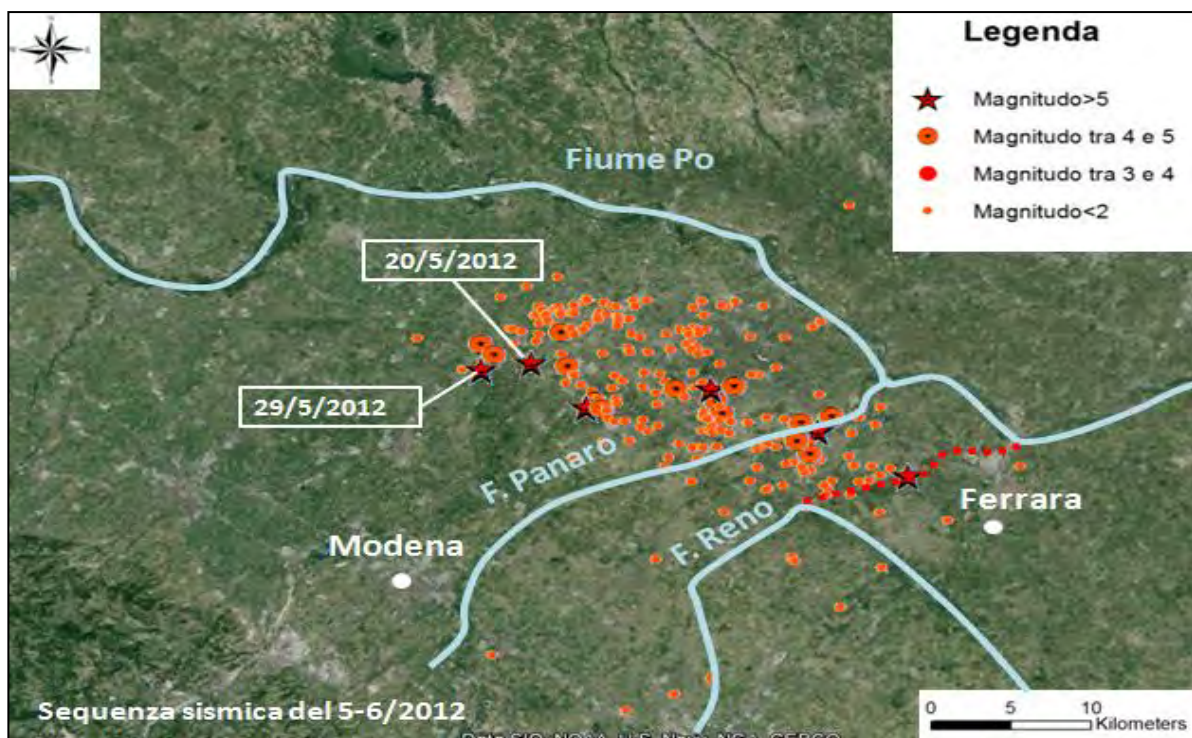 Legenda
Magnitudo>5
Magnitudo tra 4 e 5
Magnitudo tra 3 e 4
Magnitudo<2
Fiume Po
20/5/2012
29/5/2012
F. Panaro
F. Reno
Ferrara
Modena
Sequenza sismica del 5-6/2012
0 5 10
Kilometers